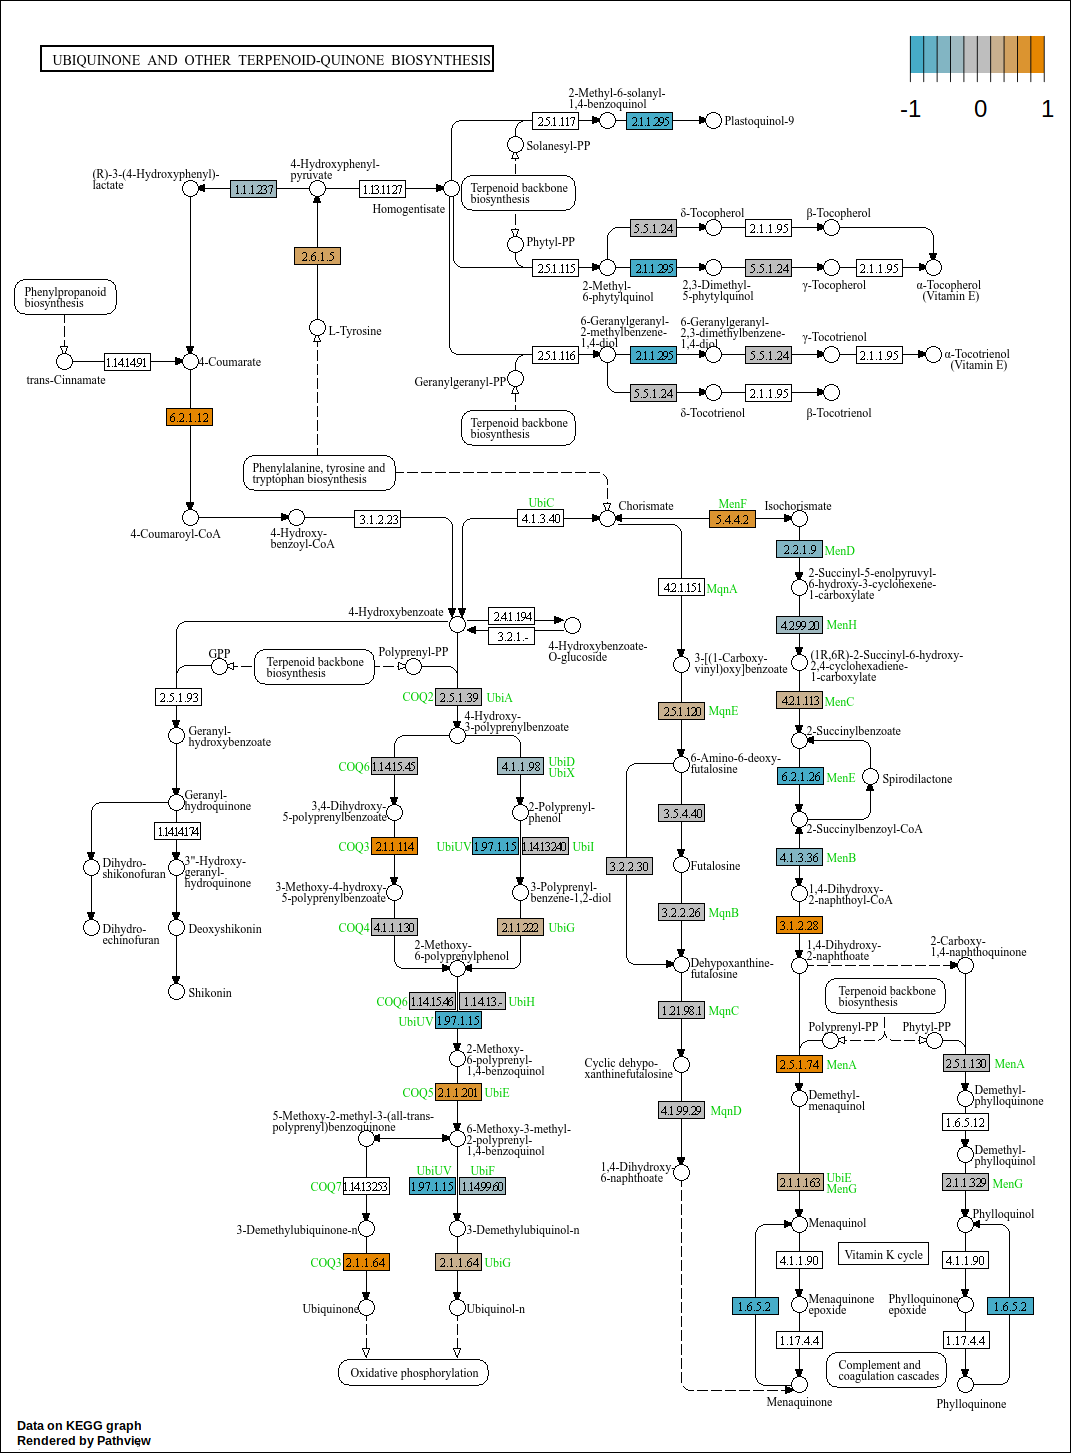 UBIQUINONE AND OTHER TERPENOID-QUINONE BIOSYNTHESIS
-1 0 1
2-Methyl-6-solanyl-
1,4-benzoquinol
2.5.1.117
2.1.1.295
Plastoquinol-9
Solanesyl-PP
(R)-3-(4-Hydroxyphenyl)-
lactate
1.1.1.237
4-Hydroxyphenyl-
pyruvate
1.13.11.27
Homogentisate
Terpenoid backbone
biosynthesis
δ-Tocopherol
β-Tocopherol
5.5.1.24
2.1.1.95
Phytyl-PP
2.6.1.5
2.5.1.115
2.1.1.295
5.5.1.24
2.1.1.95
2-Methyl-
6-phytylquinol
2,3-Dimethyl-
5-phytylquinol
γ-Tocopherol
α-Tocopherol
(Vitamin E)
Phenylpropanoid
biosynthesis
L-Tyrosine
6-Geranylgeranyl-
2-methylbenzene-
1,4-diol
6-Geranylgeranyl-
2,3-dimethylbenzene-
1,4-diol
γ-Tocotrienol
1.14.14.91
4-Coumarate
trans-Cinnamate
2.5.1.116
2.1.1.295
5.5.1.24
2.1.1.95
α-Tocotrienol
(Vitamin E)
Geranylgeranyl-PP
5.5.1.24
2.1.1.95
δ-Tocotrienol
β-Tocotrienol
6.2.1.12
Terpenoid backbone
biosynthesis
Phenylalanine, tyrosine and
tryptophan biosynthesis
UbiC
Chorismate
MenF
Isochorismate
4.1.3.40
5.4.4.2
3.1.2.23
4-Coumaroyl-CoA
4-Hydroxy-
benzoyl-CoA
2.2.1.9
MenD
2-Succinyl-5-enolpyruvyl-
6-hydroxy-3-cyclohexene-
1-carboxylate
4.2.1.151
MqnA
4-Hydroxybenzoate
2.4.1.194
3.2.1.-
4-Hydroxybenzoate-
O-glucoside
4.2.99.20
MenH
GPP
Terpenoid backbone
biosynthesis
Polyprenyl-PP
3-[(1-Carboxy-
vinyl)oxy]benzoate
(1R,6R)-2-Succinyl-6-hydroxy-
2,4-cyclohexadiene-
1-carboxylate
2.5.1.93
COQ2
2.5.1.39
UbiA
2.5.1.120
MqnE
4.2.1.113
MenC
Geranyl-
hydroxybenzoate
4-Hydroxy-
3-polyprenylbenzoate
2-Succinylbenzoate
COQ6
1.14.15.45
4.1.1.98
UbiD
UbiX
6-Amino-6-deoxy-
futalosine
6.2.1.26
MenE
Spirodilactone
Geranyl-
hydroquinone
3,4-Dihydroxy-
5-polyprenylbenzoate
2-Polyprenyl-
phenol
3.5.4.40
2-Succinylbenzoyl-CoA
1.14.14.174
COQ3
2.1.1.114
UbiUV
1.97.1.15
1.14.13.240
UbiI
3.2.2.30
Futalosine
4.1.3.36
MenB
Dihydro-
shikonofuran
3"-Hydroxy-
geranyl-
hydroquinone
3-Methoxy-4-hydroxy-
5-polyprenylbenzoate
3-Polyprenyl-
benzene-1,2-diol
1,4-Dihydroxy-
2-naphthoyl-CoA
Dihydro-
echinofuran
Deoxyshikonin
COQ4
4.1.1.130
2.1.1.222
UbiG
3.2.2.26
MqnB
3.1.2.28
2-Methoxy-
6-polyprenylphenol
Dehypoxanthine-
futalosine
1,4-Dihydroxy-
2-naphthoate
2-Carboxy-
1,4-naphthoquinone
Shikonin
COQ6
1.14.15.46
1.14.13.-
UbiH
UbiUV
1.97.1.15
1.21.98.1
MqnC
Terpenoid backbone
biosynthesis
Polyprenyl-PP
Phytyl-PP
2-Methoxy-
6-polyprenyl-
1,4-benzoquinol
Cyclic dehypo-
xanthinefutalosine
2.5.1.74
MenA
2.5.1.130
MenA
COQ5
2.1.1.201
UbiE
4.1.99.29
MqnD
Demethyl-
menaquinol
Demethyl-
phylloquinone
1.6.5.12
5-Methoxy-2-methyl-3-(all-trans-
polyprenyl)benzoquinone
6-Methoxy-3-methyl-
2-polyprenyl-
1,4-benzoquinol
Demethyl-
phylloquinol
1,4-Dihydroxy-
6-naphthoate
UbiUV
UbiF
COQ7
1.14.13.253
1.97.1.15
1.14.99.60
2.1.1.163
UbiE
MenG
2.1.1.329
MenG
3-Demethylubiquinone-n
3-Demethylubiquinol-n
Menaquinol
Phylloquinol
COQ3
2.1.1.64
2.1.1.64
UbiG
4.1.1.90
Vitamin K cycle
4.1.1.90
Ubiquinone
Ubiquinol-n
1.6.5.2
Menaquinone
epoxide
Phylloquinone
epoxide
1.6.5.2
1.17.4.4
1.17.4.4
Oxidative phosphorylation
Complement and
coagulation cascades
Menaquinone
Phylloquinone
Data on KEGG graph
Rendered by Pathview